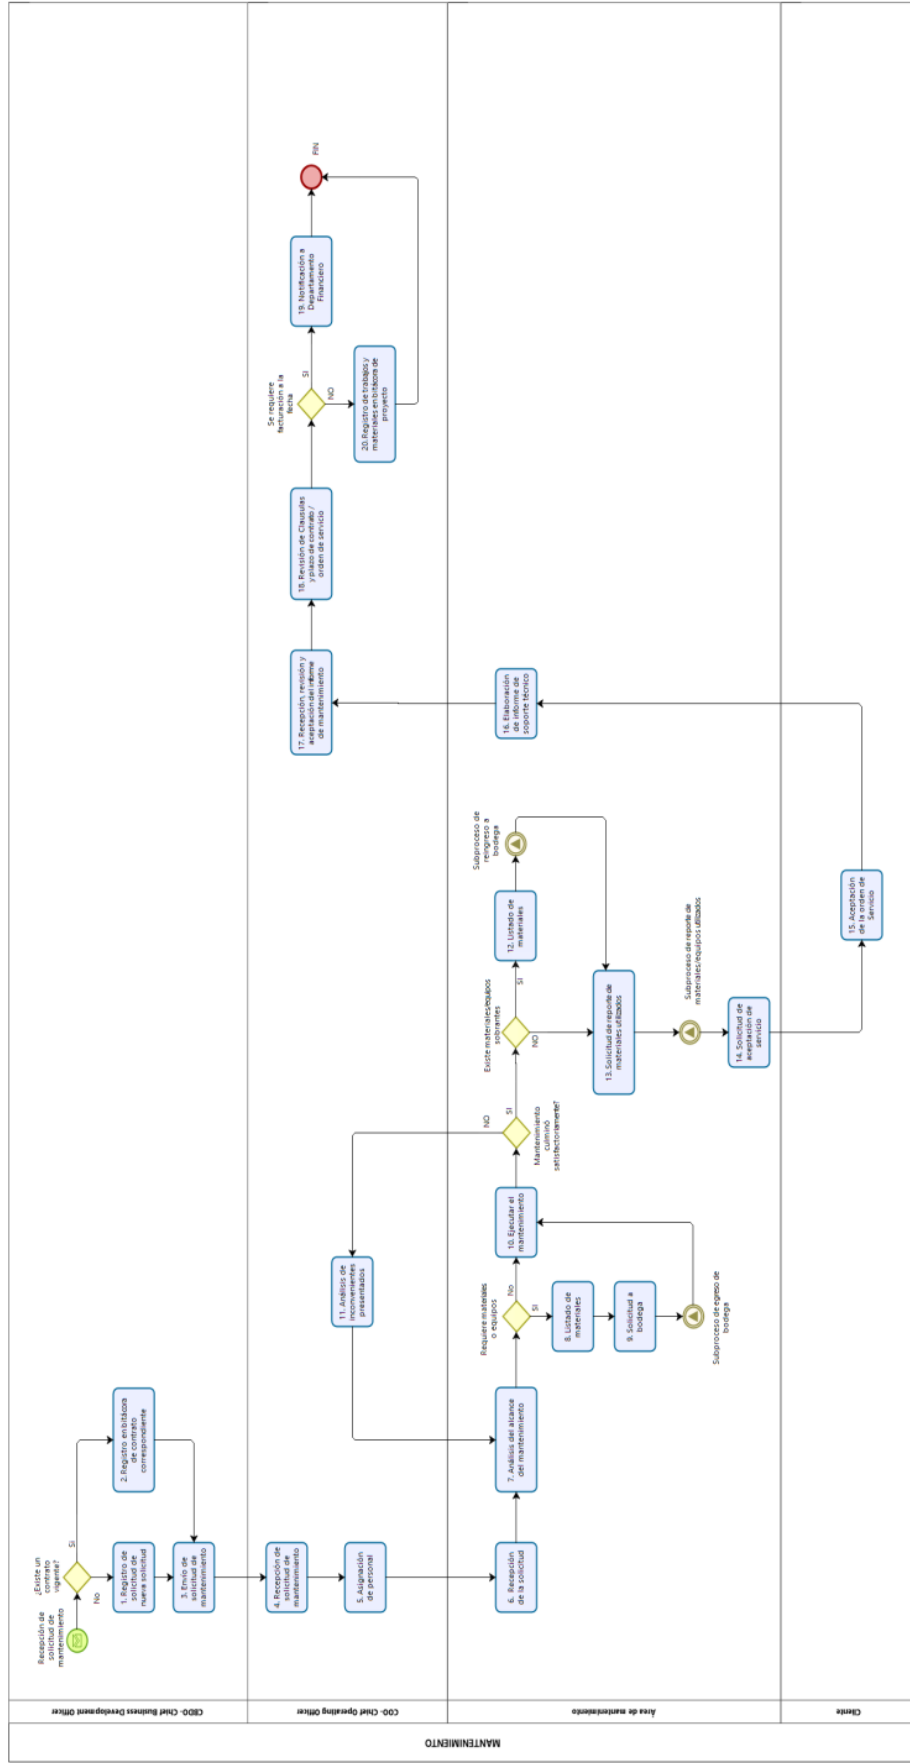 MANTENIMIENTO
CBDO- Chief Business Development Officer
COO- Chief Operating Officer
Área de mantenimiento
Cliente
Recepción de
solicitud de
mantenimiento
¿Existe un
contrato
vigente?
Si
No
1. Registro de
solicitud de
nueva solicitud
2. Registro en bitácora
de contrato
correspondiente
3. Envío de
solicitud de
mantenimiento
4. Recepción de
solicitud de
mantenimiento
5. Asignación
de personal
6. Recepción
de la solicitud
7. Análisis del alcance
del mantenimiento
Requiere materiales
o equipos
No
SI
8. Listado de
materiales
9. Solicitud a
bodega
Subproceso de egreso de
bodega
10. Ejecutar el
mantenimiento
11. Análisis de
inconvenientes
presentados
Mantenimiento
culminó
satisfactoriamente?
NO
SI
Existe materiales/equipos
sobrantes
SI
NO
12. Listado de
materiales
Subproceso de
reingreso a
bodega
13. Solicitud de reporte de
materiales utilizados
Subproceso de reporte de
materiales/equipos utilizados
14. Solicitud de
aceptación de
servicio
15. Aceptación
de la orden de
Servicio
16. Elaboración
de informe de
soporte técnico
17. Recepción, revisión y
aceptación del informe
de mantenimiento
18. Revisión de Clausulas
y plazo de contrato /
orden de servicio
Se requiere
facturación a la
fecha
SI
NO
19. Notificación a
Departamento
Financiero
20. Registro de trabajos y
materiales en bitácora de
proyecto
FIN